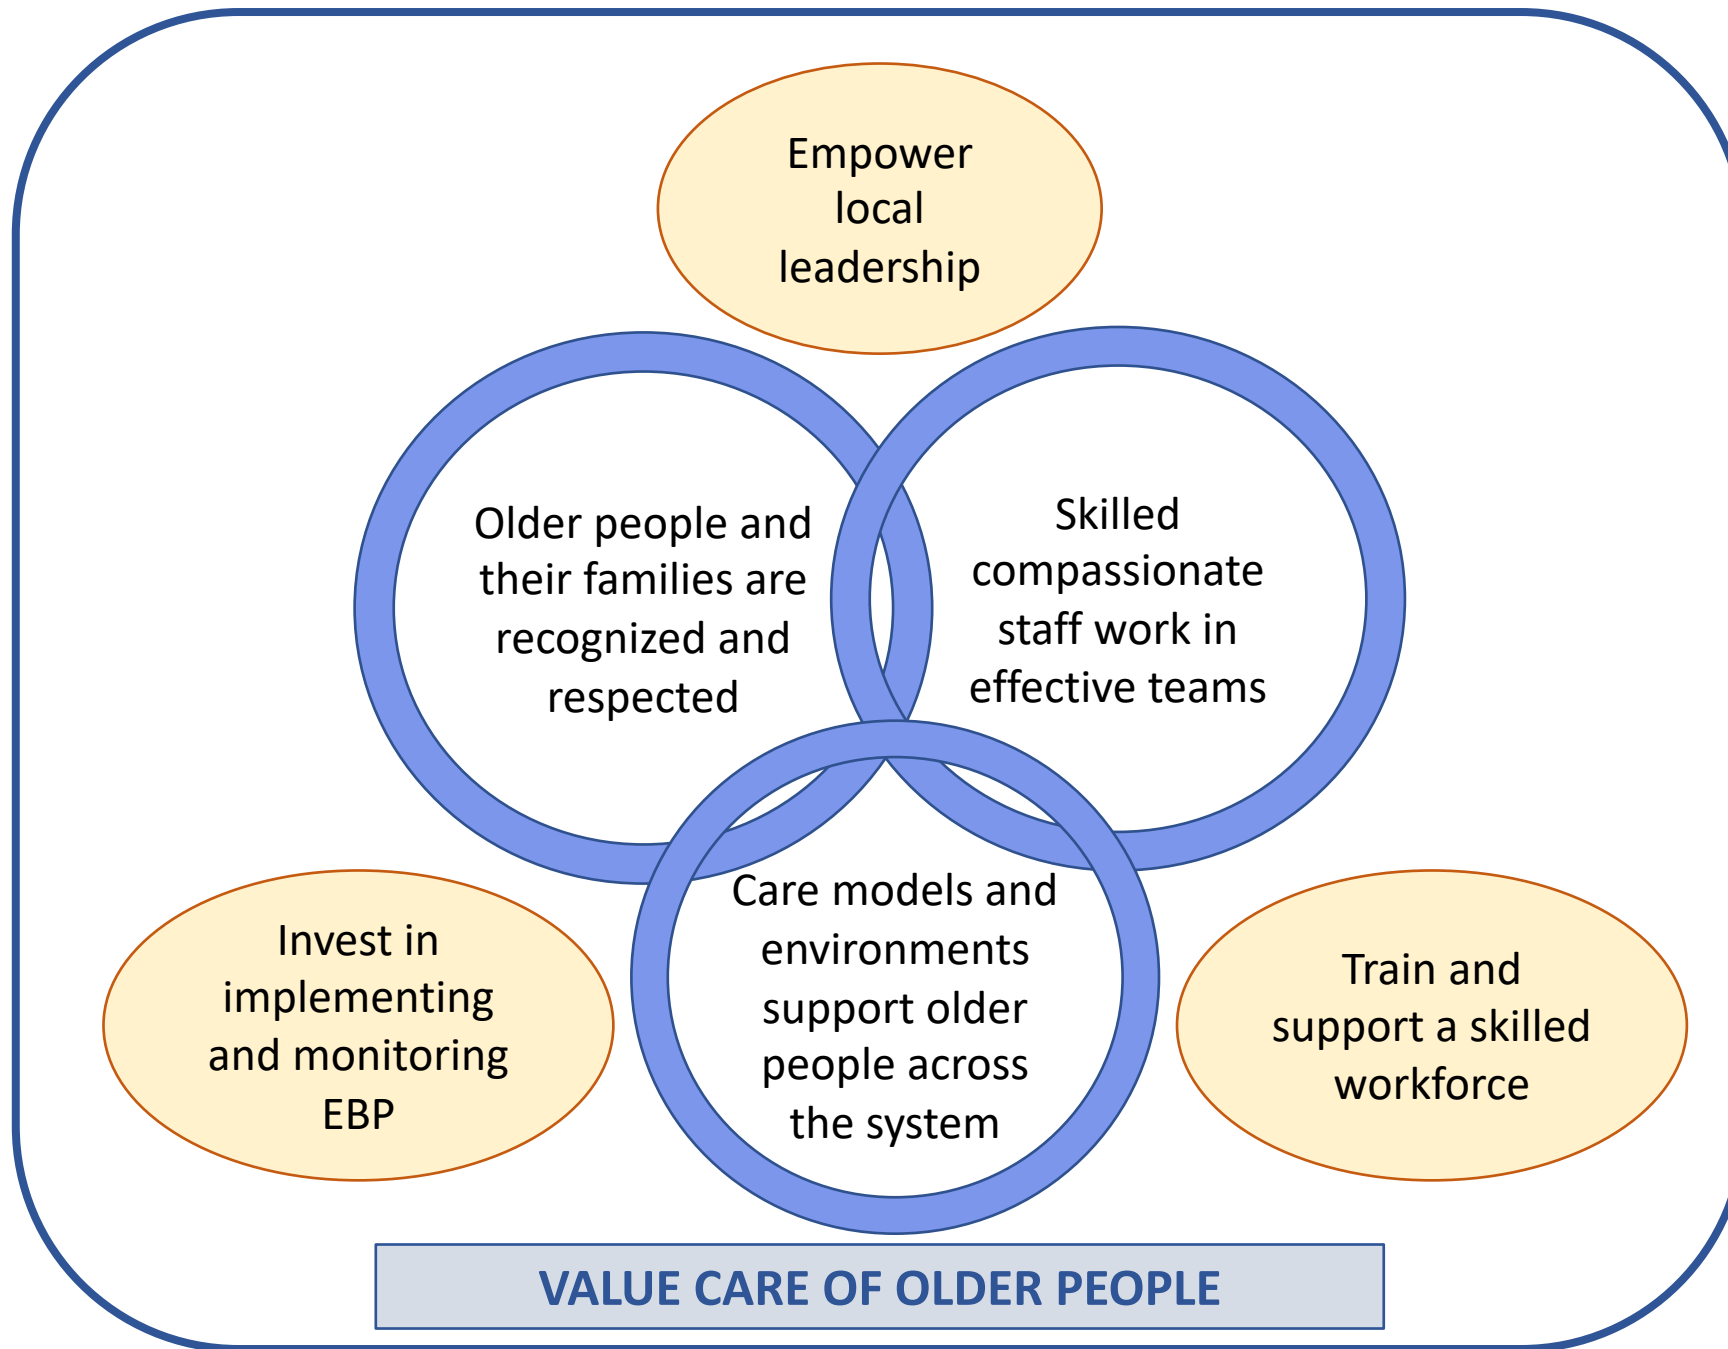 Empower
local
leadership
Older people and
their families are
recognized and
respected
Skilled
compassionate
staff work in
effective teams
Care models and
environments
support older
people across
the system
Invest in
implementing
and monitoring
EBP
Train and
support a skilled
workforce
VALUE CARE OF OLDER PEOPLE